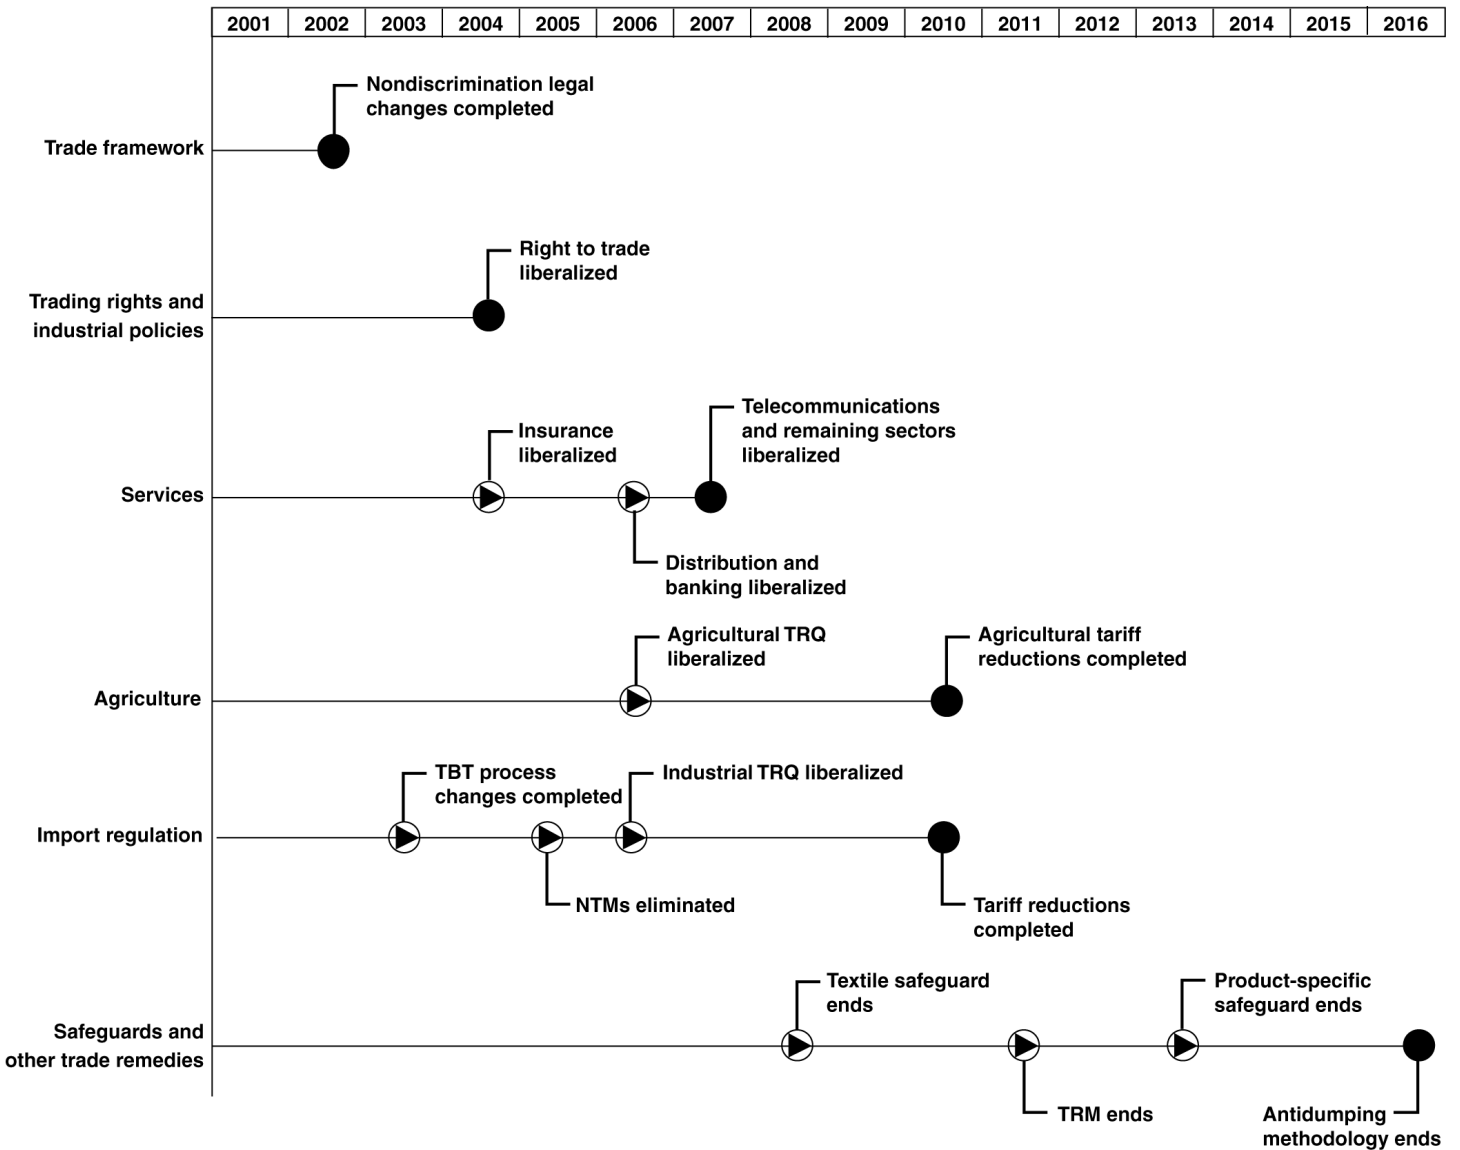 2001 2002 2003 2004 2005 2006 2007 2008 2009 2010 2011 2012 2013 2014 2015 2016
Nondiscrimination legal
changes completed
Trade framework
Right to trade
liberalized
Trading rights and
industrial policies
Telecommunications
and remaining sectors
liberalized
Insurance
liberalized
Services
Distribution and
banking liberalized
Agricultural TRQ
liberalized
Agricultural tariff
reductions completed
Agriculture
TBT process
changes completed
Industrial TRQ liberalized
Import regulation
NTMs eliminated
Tariff reductions
completed
Textile safeguard
ends
Product-specific
safeguard ends
Safeguards and
other trade remedies
TRM ends
Antidumping
methodology ends